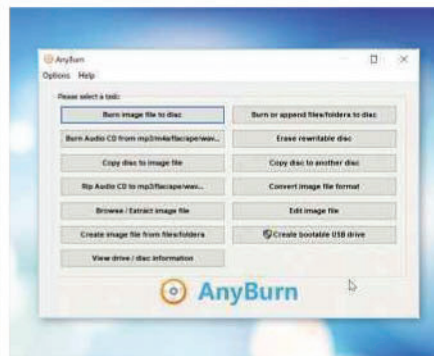 AnyBurn
Options Help
Please select a task:
Burn image file to disc
Burn or append files/folders to disc
Burn Audio CD from mp3/m4a/flac/ape/wav...
Erase rewritable disc
Copy disc to image file
Copy disc to another disc
Rip Audio CD to mp3/flac/ape/wav...
Convert image file format
Browse / Extract image file
Edit image file
Create image file from files/folders
Create bootable USB drive
View drive / disc information
AnyBurn